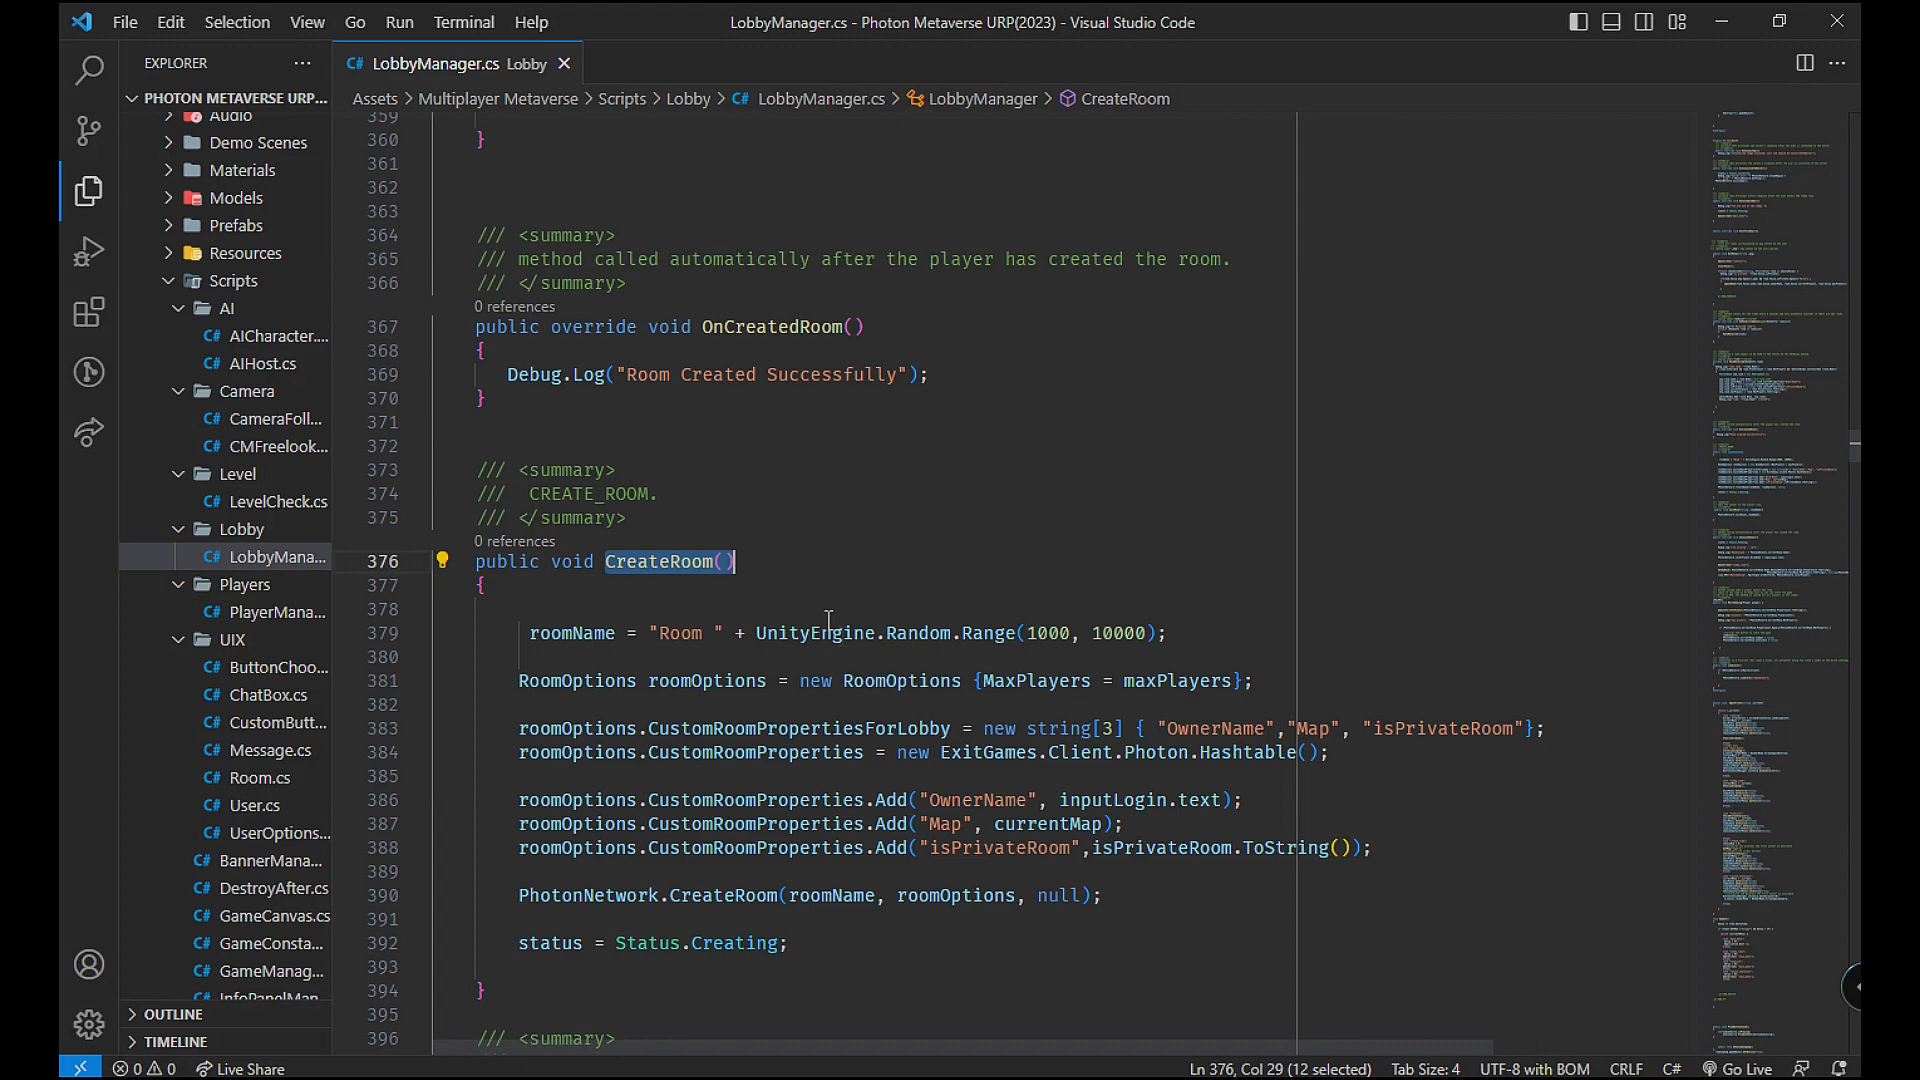 File Edit Selection View Go Run Terminal Help
LobbyManager.cs - Photon Metaverse URP(2023) - Visual Studio Code
EXPLORER
PHOTON METAVERSE URP...
Audio
Demo Scenes
Materials
Models
Prefabs
Resources
Scripts
AI
C# AICharacter....
C# AIHost.cs
Camera
C# CameraFoll...
C# CMFreelook...
Level
C# LevelCheck.cs
Lobby
C# LobbyMana...
Players
C# PlayerMana...
UIX
C# ButtonChoo...
C# ChatBox.cs
C# CustomButt...
C# Message.cs
C# Room.cs
C# User.cs
C# UserOptions...
C# BannerMana...
C# DestroyAfter.cs
C# GameCanvas.cs
C# GameConsta...
C# GameManag...
C# InfoPanelMan
OUTLINE
TIMELINE
C# LobbyManager.cs Lobby
Assets > Multiplayer Metaverse > Scripts > Lobby > C# LobbyManager.cs > LobbyManager > CreateRoom
359
360 }
361
362
363
364 /// <summary>
365 /// method called automatically after the player has created the room.
366 /// </summary>
0 references
367 public override void OnCreatedRoom()
368 {
369 Debug.Log("Room Created Successfully");
370 }
371
372
373 /// <summary>
374 /// CREATE_ROOM.
375 /// </summary>
0 references
376 public void CreateRoom()
377 {
378
379 roomName = "Room " + UnityEngine.Random.Range(1000, 10000);
380
381 RoomOptions roomOptions = new RoomOptions {MaxPlayers = maxPlayers};
382
383 roomOptions.CustomRoomPropertiesForLobby = new string[3] { "OwnerName","Map", "isPrivateRoom"};
384 roomOptions.CustomRoomProperties = new ExitGames.Client.Photon.Hashtable();
385
386 roomOptions.CustomRoomProperties.Add("OwnerName", inputLogin.text);
387 roomOptions.CustomRoomProperties.Add("Map", currentMap);
388 roomOptions.CustomRoomProperties.Add("isPrivateRoom",isPrivateRoom.ToString());
389
390 PhotonNetwork.CreateRoom(roomName, roomOptions, null);
391
392 status = Status.Creating;
393
394 }
395
396 /// <summary>
0 0 Live Share
Ln 376, Col 29 (12 selected) Tab Size: 4 UTF-8 with BOM CRLF C# Go Live